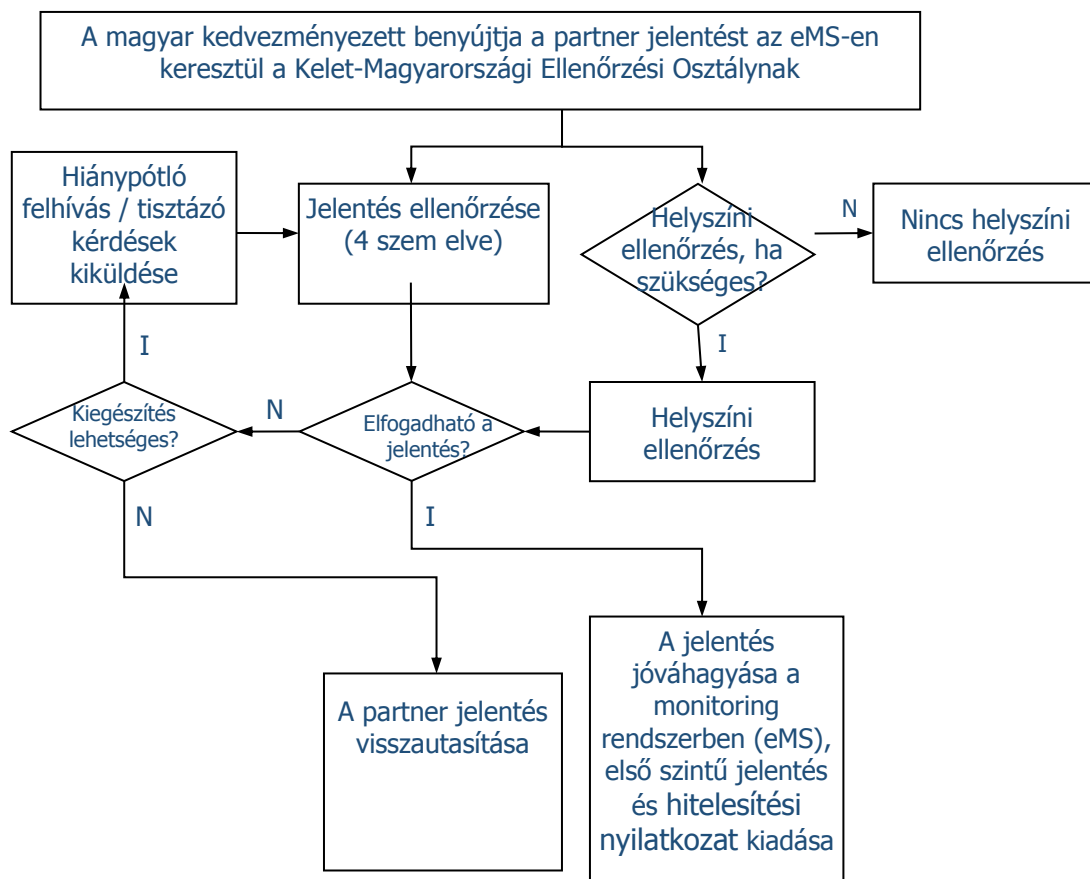 A magyar kedvezményezett benyújtja a partner jelentést az eMS-en
keresztül a Kelet-Magyarországi Ellenőrzési Osztálynak
Hiánypótló
felhívás / tisztázó
kérdések
kiküldése
Jelentés ellenőrzése
(4 szem elve)
Helyszíni
ellenőrzés, ha
szükséges?
N
Nincs helyszíni
ellenőrzés
I
I
Kiegészítés
lehetséges?
N
Elfogadható a
jelentés?
Helyszíni
ellenőrzés
N
I
A partner jelentés
visszautasítása
A jelentés
jóváhagyása a
monitoring
rendszerben (eMS),
első szintű jelentés
és hitelesítési
nyilatkozat kiadása